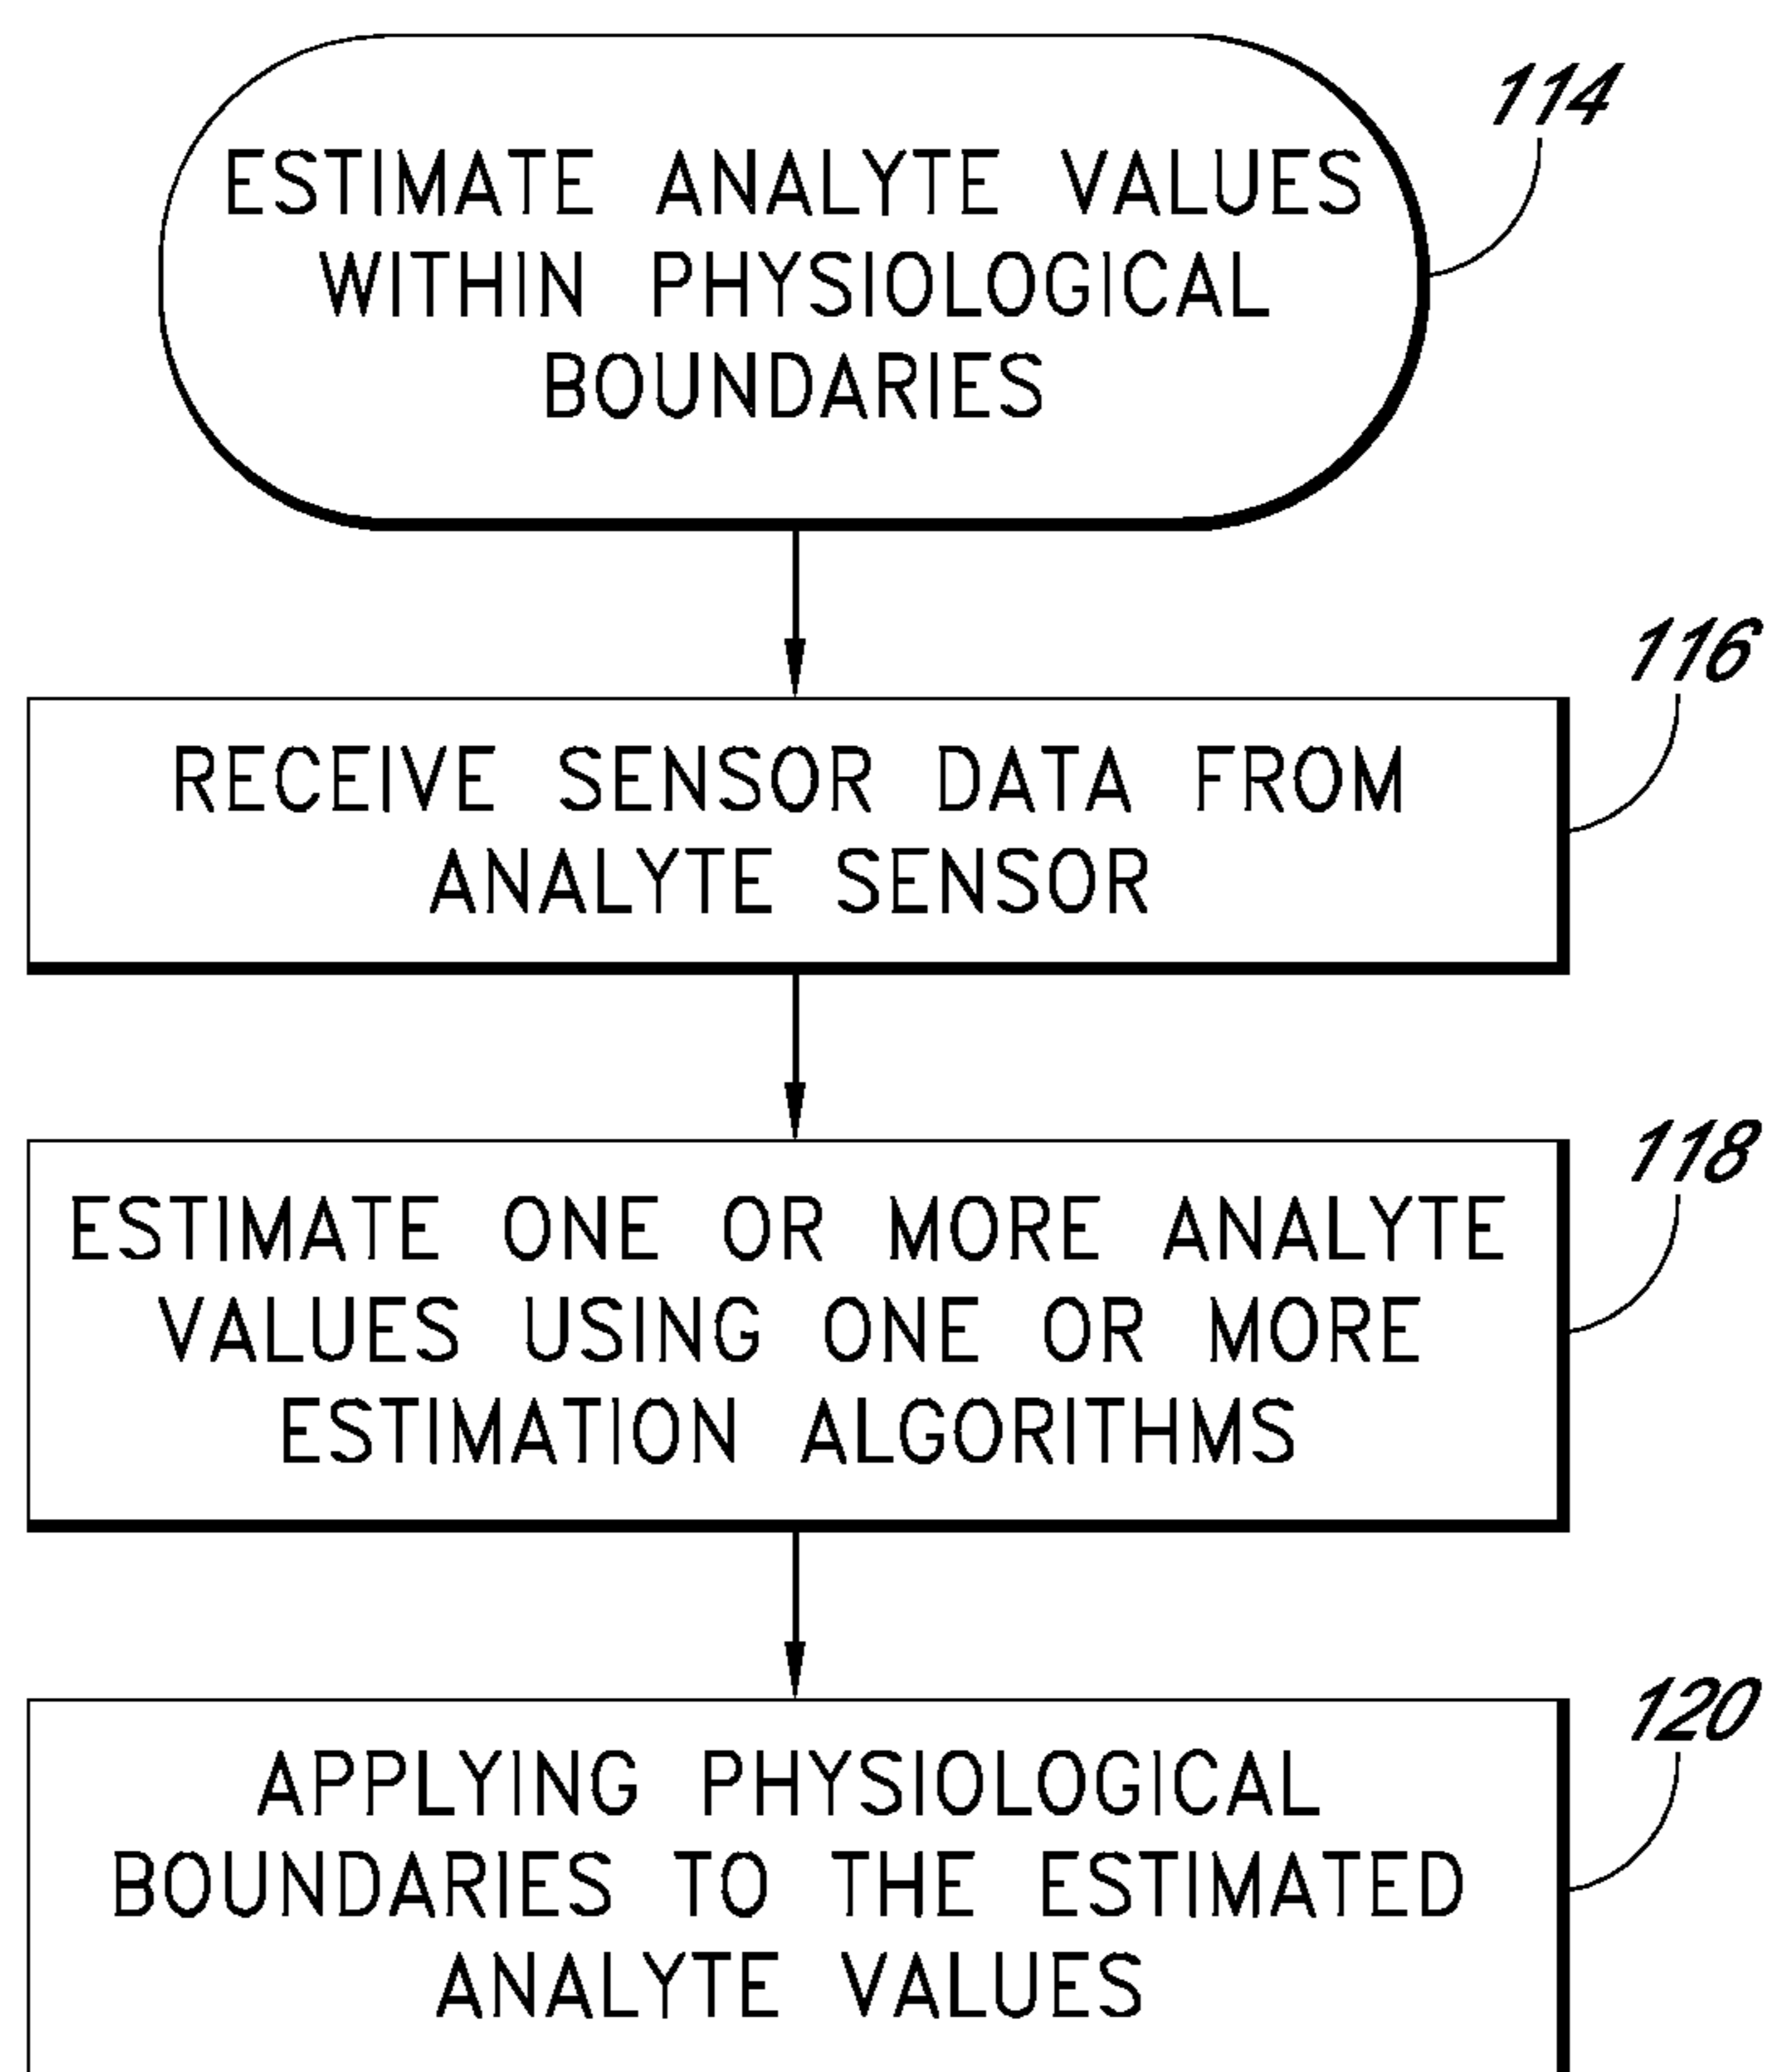 ESTIMATE ANALYTE VALUES
WITHIN PHYSIOLOGICAL
BOUNDARIES
114
RECEIVE SENSOR DATA FROM
ANALYTE SENSOR
116
ESTIMATE ONE OR MORE ANALYTE
VALUES USING ONE OR MORE
ESTIMATION ALGORITHMS
118
APPLYING PHYSIOLOGICAL
BOUNDARIES TO THE ESTIMATED
ANALYTE VALUES
120